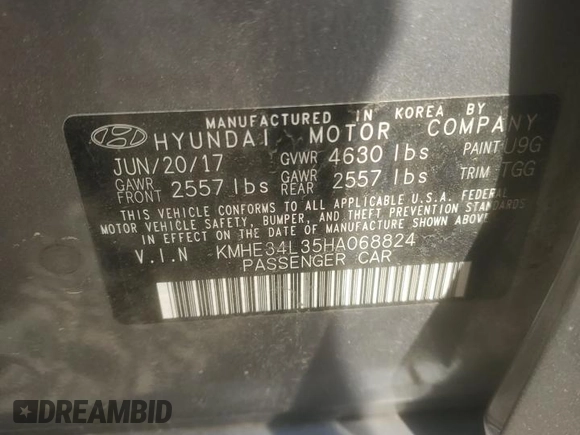 MANUFACTURED IN KOREA BY
HYUNDAI MOTOR COMPANY
JUN/20/17 GVWR 4630 lbs PAINT U9G
GAWR FRONT 2557 lbs GAWR REAR 2557 lbs TRIM TGG
THIS VEHICLE CONFORMS TO ALL APPLICABLE U.S.A. FEDERAL
MOTOR VEHICLE SAFETY, BUMPER, AND THEFT PREVENTION STANDARDS
IN EFFECT ON THE DATE OF MANUFACTURE SHOWN ABOVE
V.I.N KMHE34L35HA068824
PASSENGER CAR
DREAMBID